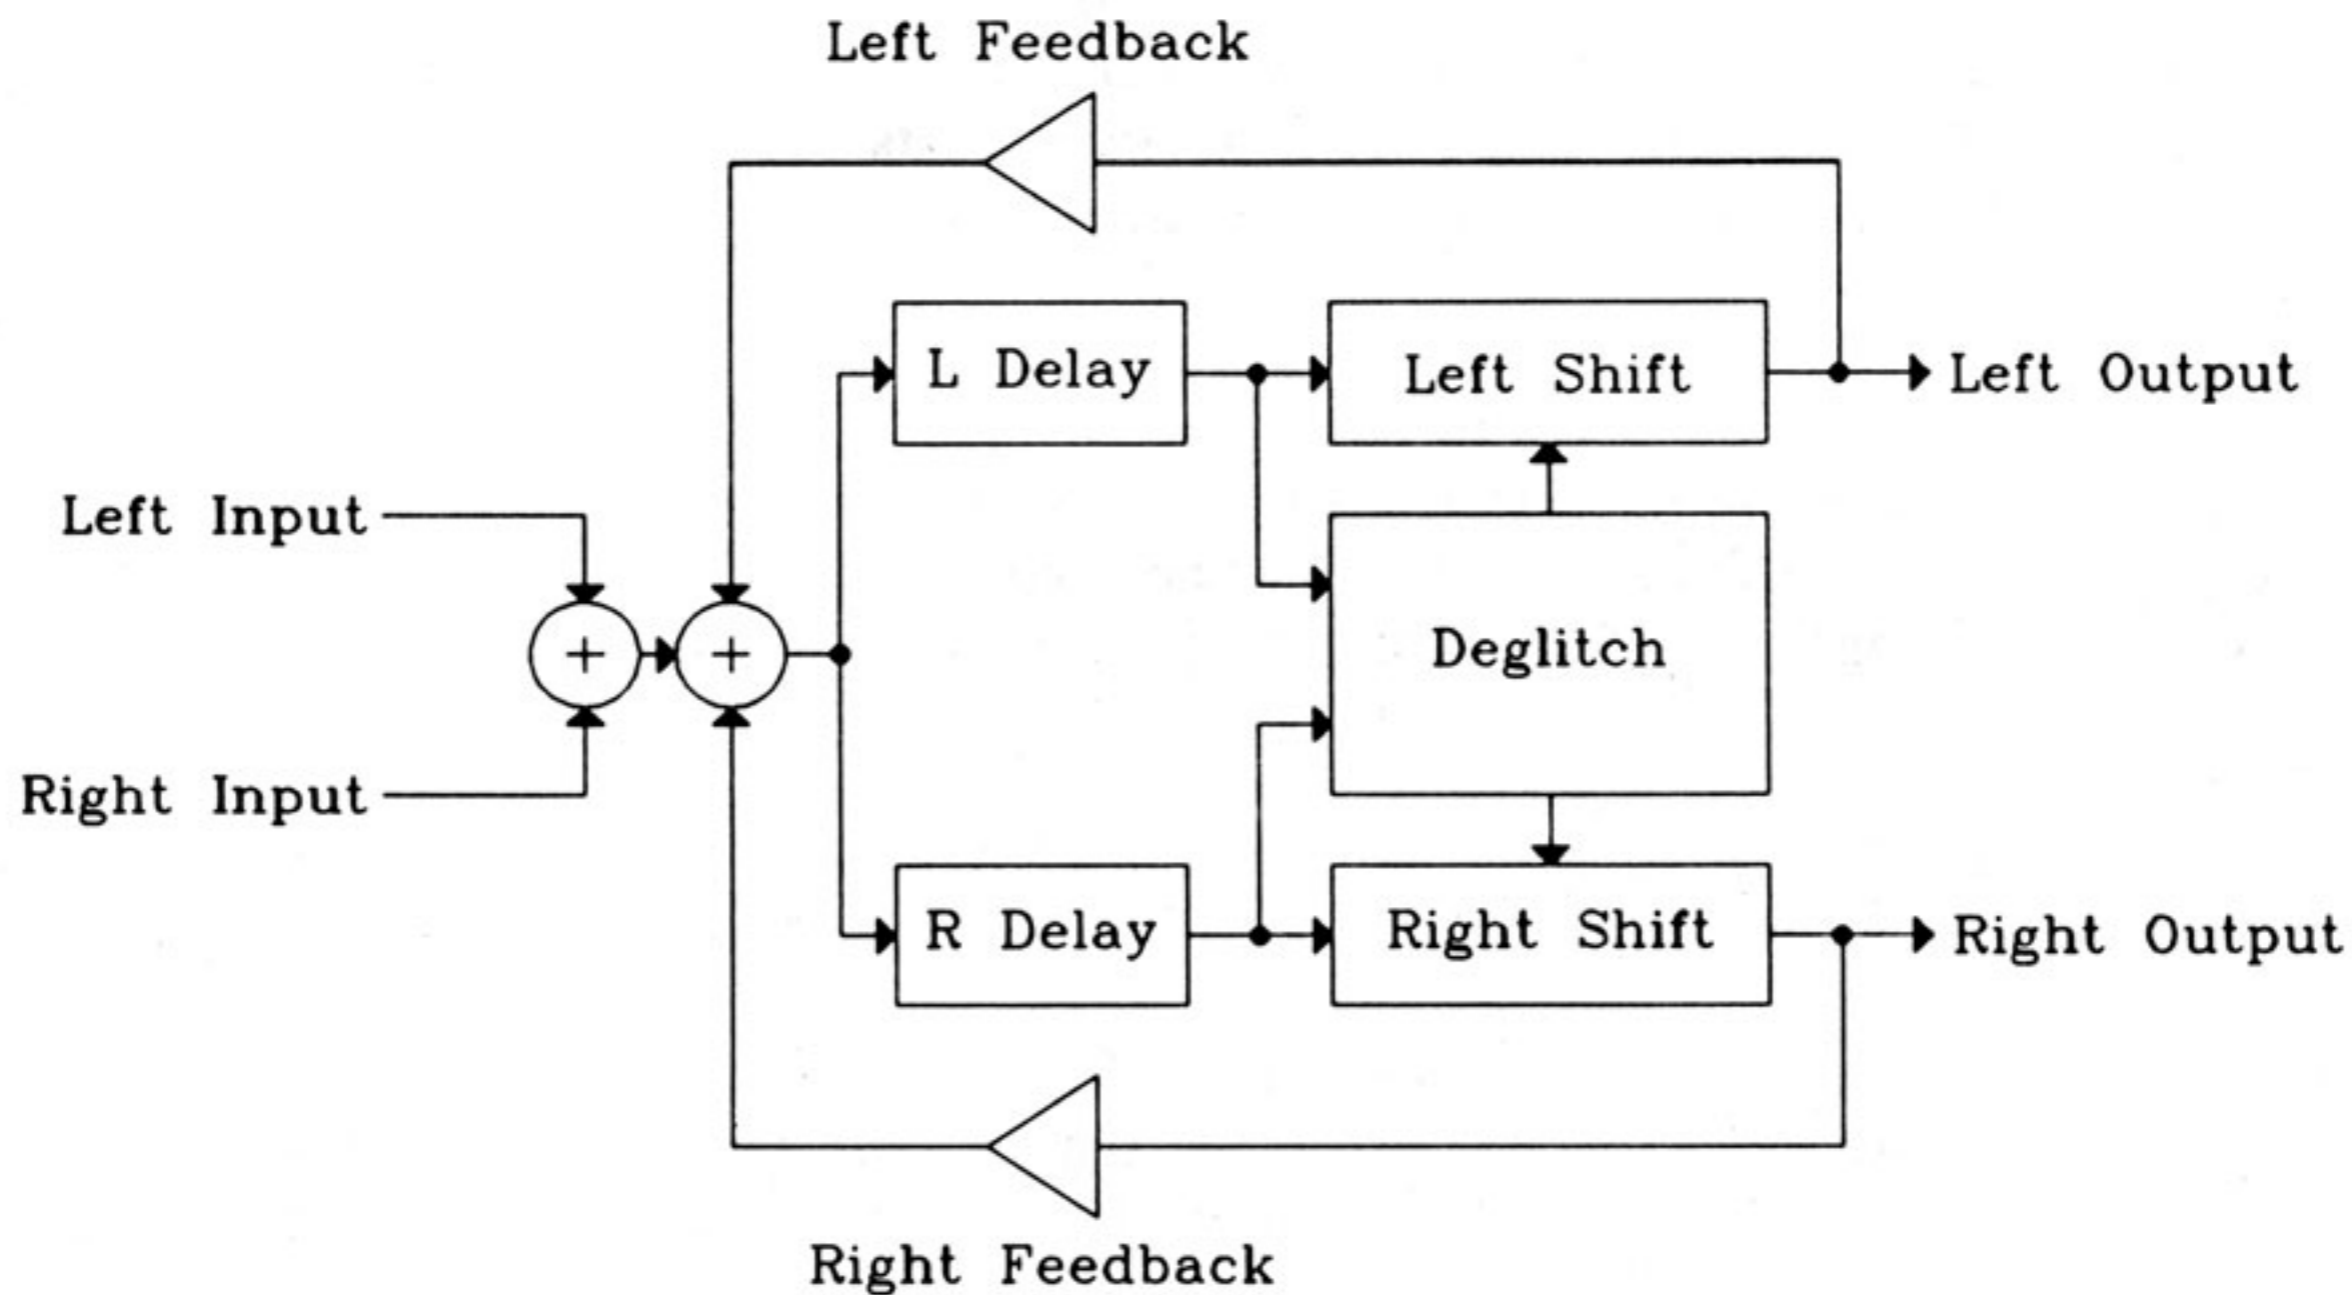 Left Feedback
L Delay
Left Shift
Left Output
Left Input
+
+
Deglitch
Right Input
R Delay
Right Shift
Right Output
Right Feedback